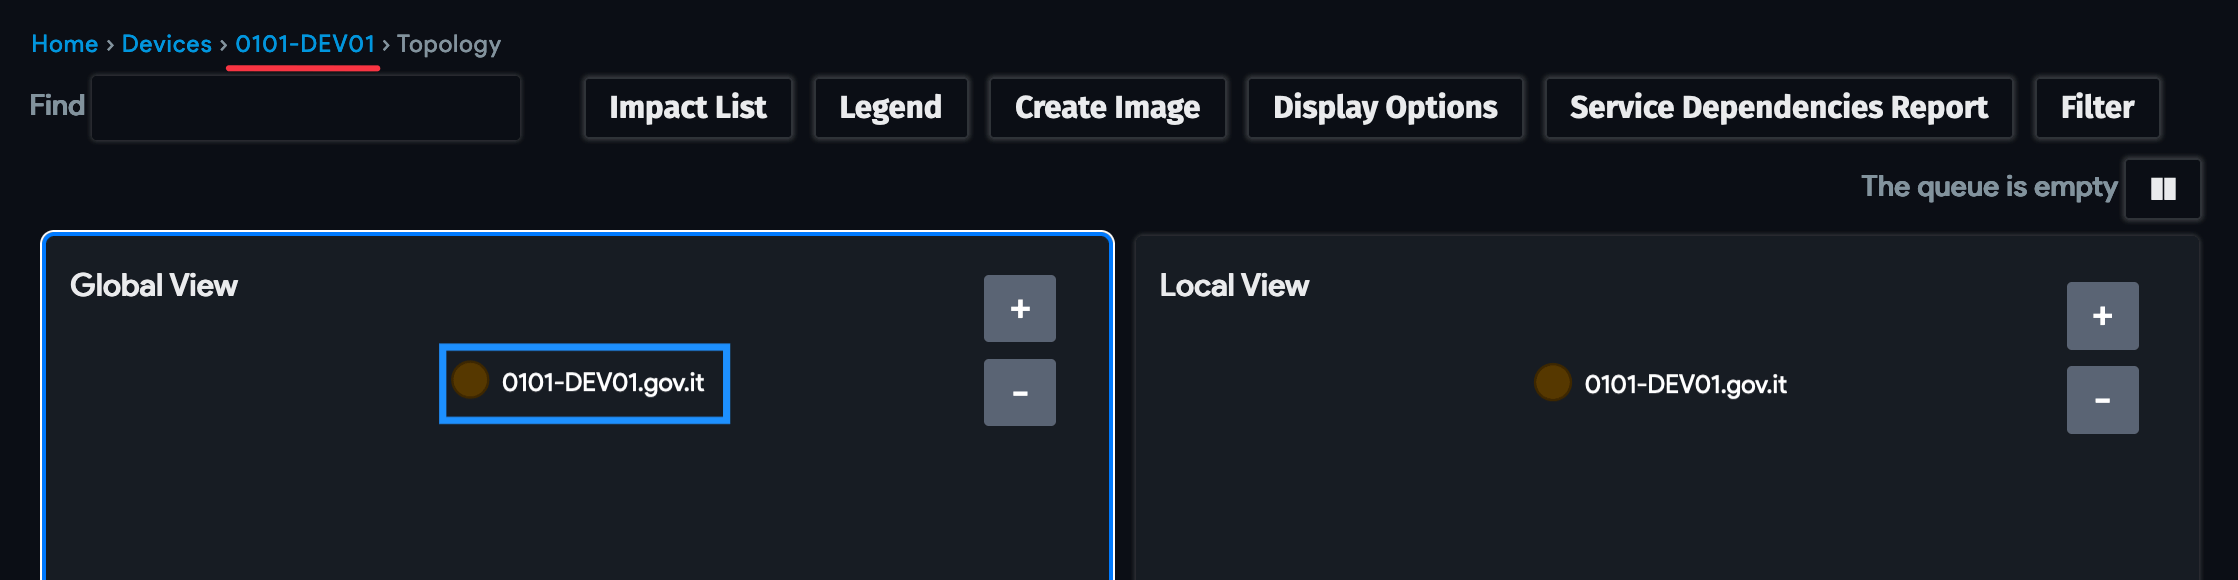 Home › Devices › 0101-DEV01 › Topology
Find Impact List Legend Create Image Display Options Service Dependencies Report Filter
The queue is empty
Global View
+
0101-DEV01.gov.it
-
Local View
+
0101-DEV01.gov.it
-